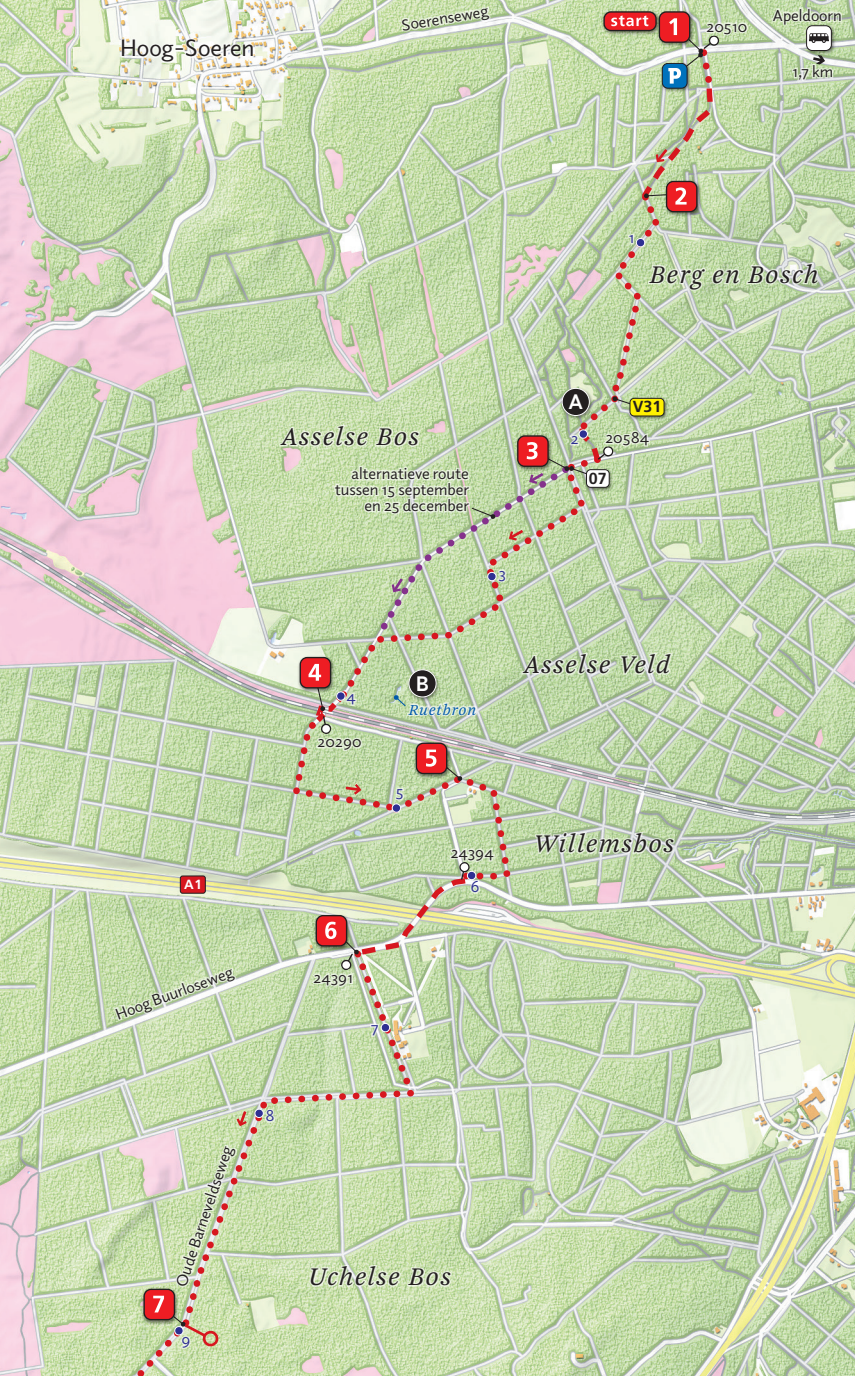 Soerenseweg
start
1
20510
Apeldoorn
Hoog-Soeren
P
1,7 km
2
1
Berg en Bosch
A
V31
Asselse Bos
2
20584
3
07
alternatieve route
tussen 15 september
en 25 december
3
Asselse Veld
4
B
4
Ruetbron
20290
5
5
Willemsbos
24394
A1
6
6
24391
Hoog Buurloseweg
7
8
Oude Barneveldseweg
Uchelse Bos
7
9